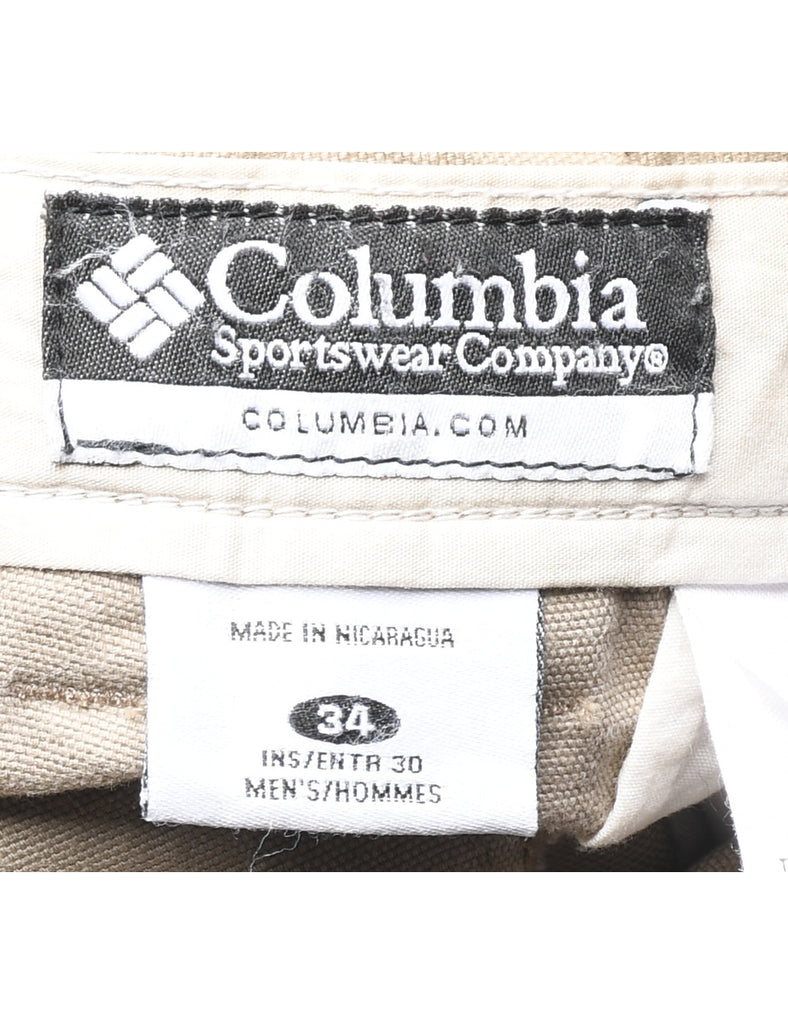 Columbia
Sportswear Company®
COLUMBIA.COM
MADE IN NICARAGUA
34
INS/ENTR 30
MEN'S/HOMMES